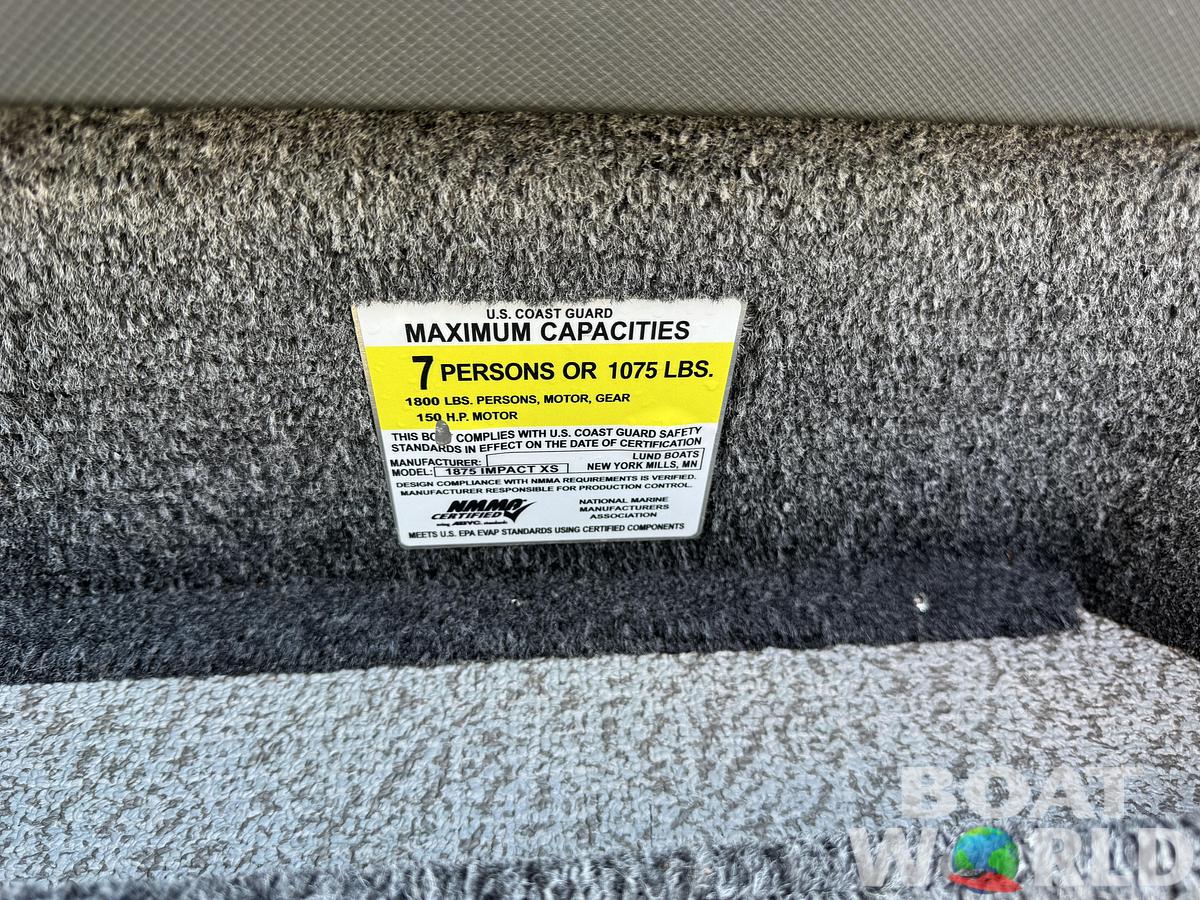 U.S. COAST GUARD
MAXIMUM CAPACITIES
7 PERSONS OR 1075 LBS.
1800 LBS. PERSONS, MOTOR, GEAR
150 H.P. MOTOR
THIS COMPLIES WITH U.S. COAST GUARD SAFETY
STANDARDS IN EFFECT ON THE DATE OF CERTIFICATION
MANUFACTURER: LUND BOATS
MODEL: 1875 IMPACT XS NEW YORK MILLS, MN
DESIGN COMPLIANCE WITH NMMA REQUIREMENTS IS VERIFIED.
MANUFACTURER RESPONSIBLE FOR PRODUCTION CONTROL.
NMMA
CERTIFIED
using ABYC. standards
NATIONAL MARINE
MANUFACTURERS
ASSOCIATION
MEETS U.S. EPA EVAP STANDARDS USING CERTIFIED COMPONENTS
BOAT
WORLD